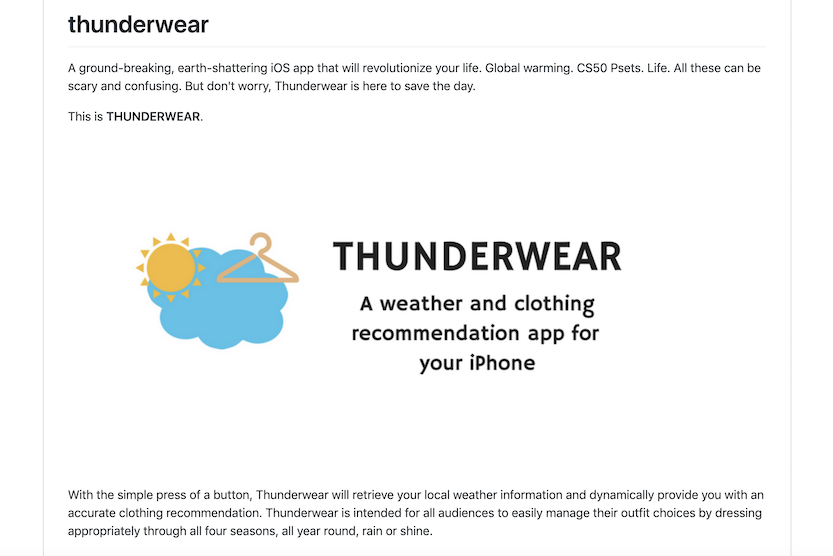 thunderwear
A ground-breaking, earth-shattering iOS app that will revolutionize your life. Global warming. CS50 Psets. Life. All these can be
scary and confusing. But don't worry, Thunderwear is here to save the day.
This is THUNDERWEAR.
THUNDERWEAR
A weather and clothing
recommendation app for
your iPhone
With the simple press of a button, Thunderwear will retrieve your local weather information and dynamically provide you with an
accurate clothing recommendation. Thunderwear is intended for all audiences to easily manage their outfit choices by dressing
appropriately through all four seasons, all year round, rain or shine.